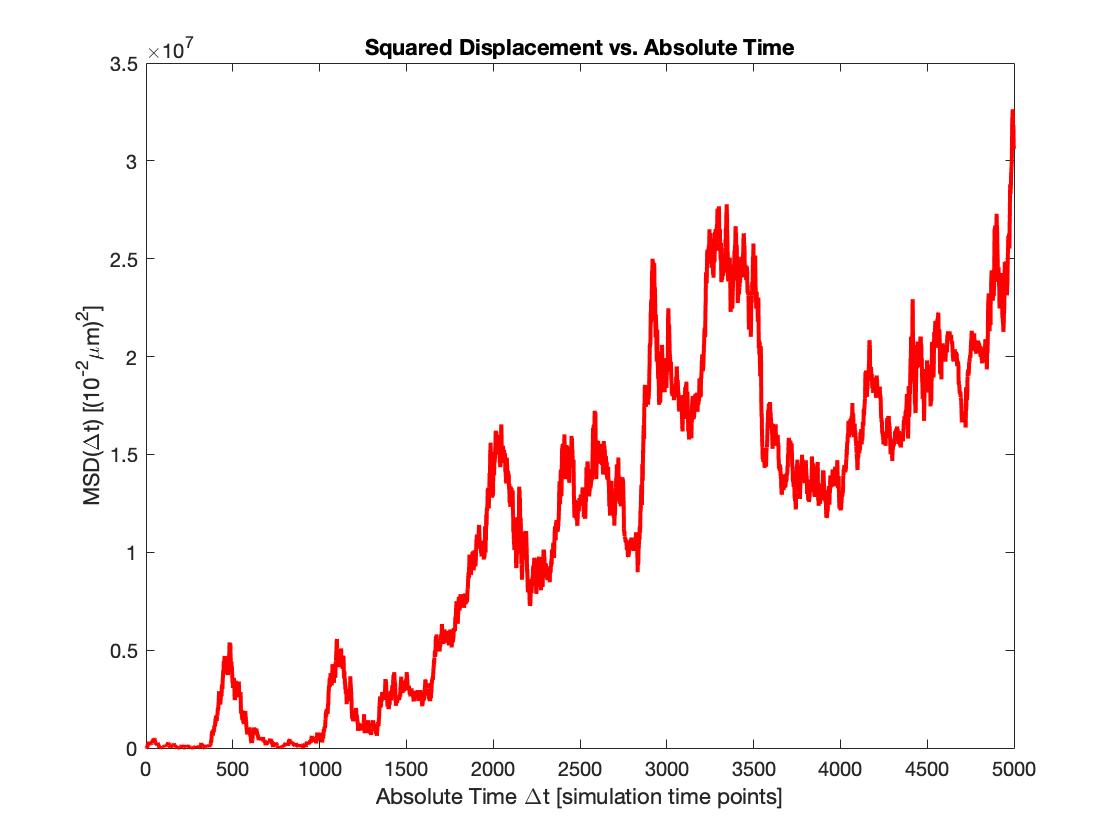 Squared Displacement vs. Absolute Time
×10⁷
3.5
3
2.5
2
1.5
1
0.5
0
MSD(Δt) [(10⁻² μm)²]
0 500 1000 1500 2000 2500 3000 3500 4000 4500 5000
Absolute Time Δt [simulation time points]